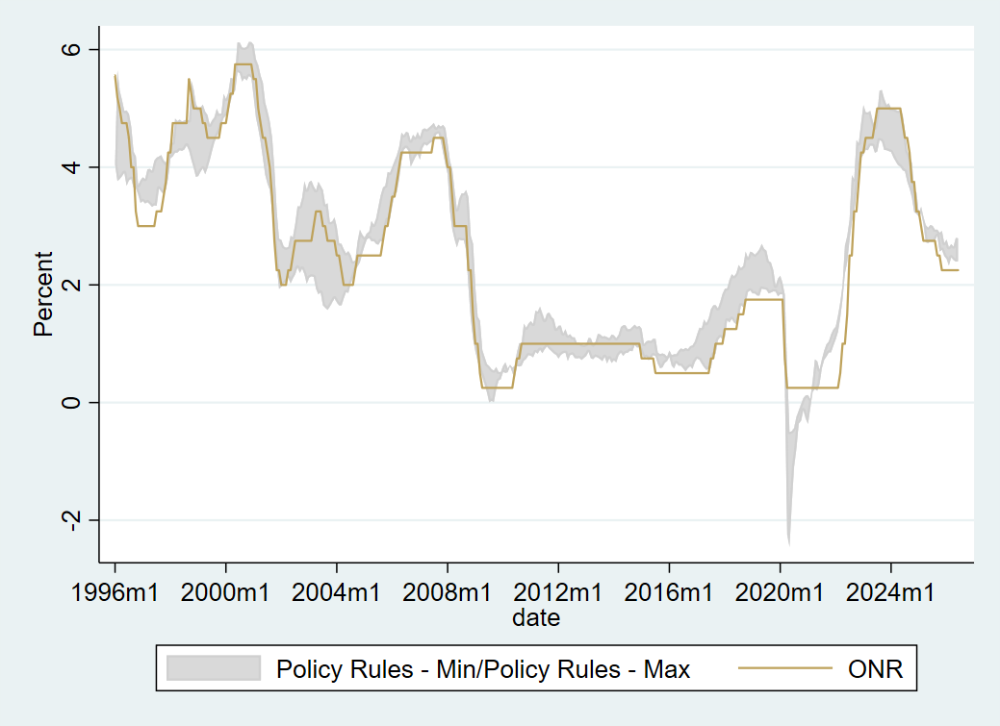 Percent
6
4
2
0
-2
1996m1 2000m1 2004m1 2008m1 2012m1 2016m1 2020m1 2024m1
date
Policy Rules - Min/Policy Rules - Max ONR